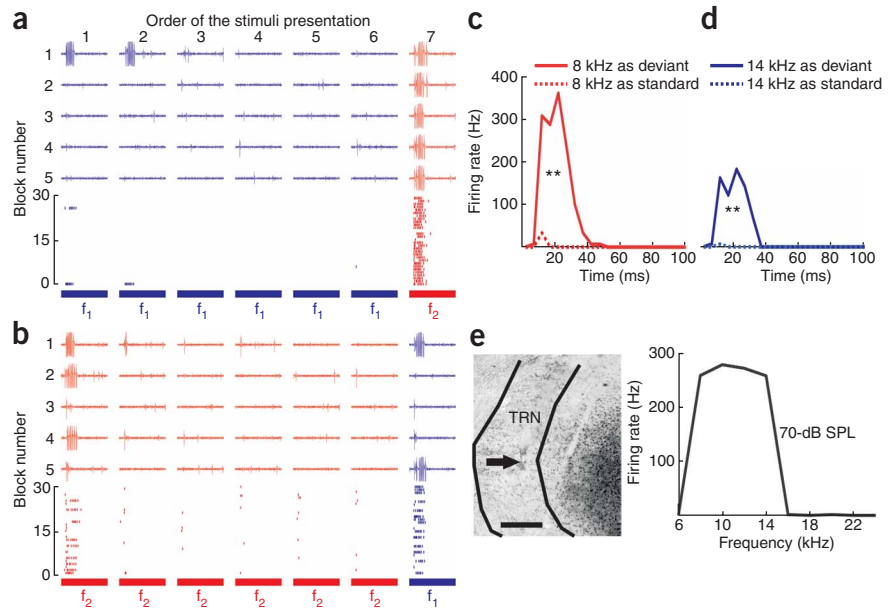 a
Order of the stimuli presentation
1 2 3 4 5 6 7
Block number
1
2
3
4
5
30
15
0
f1 f1 f1 f1 f1 f1 f2
b
Block number
1
2
3
4
5
30
15
0
f2 f2 f2 f2 f2 f2 f1
c
8 kHz as deviant
8 kHz as standard
Firing rate (Hz)
400
300
200
100
0
**
20 40 60 80 100
Time (ms)
d
14 kHz as deviant
14 kHz as standard
**
0 20 40 60 80 100
Time (ms)
e
TRN
Firing rate (Hz)
300
200
100
70-dB SPL
6 10 14 18 22
Frequency (kHz)